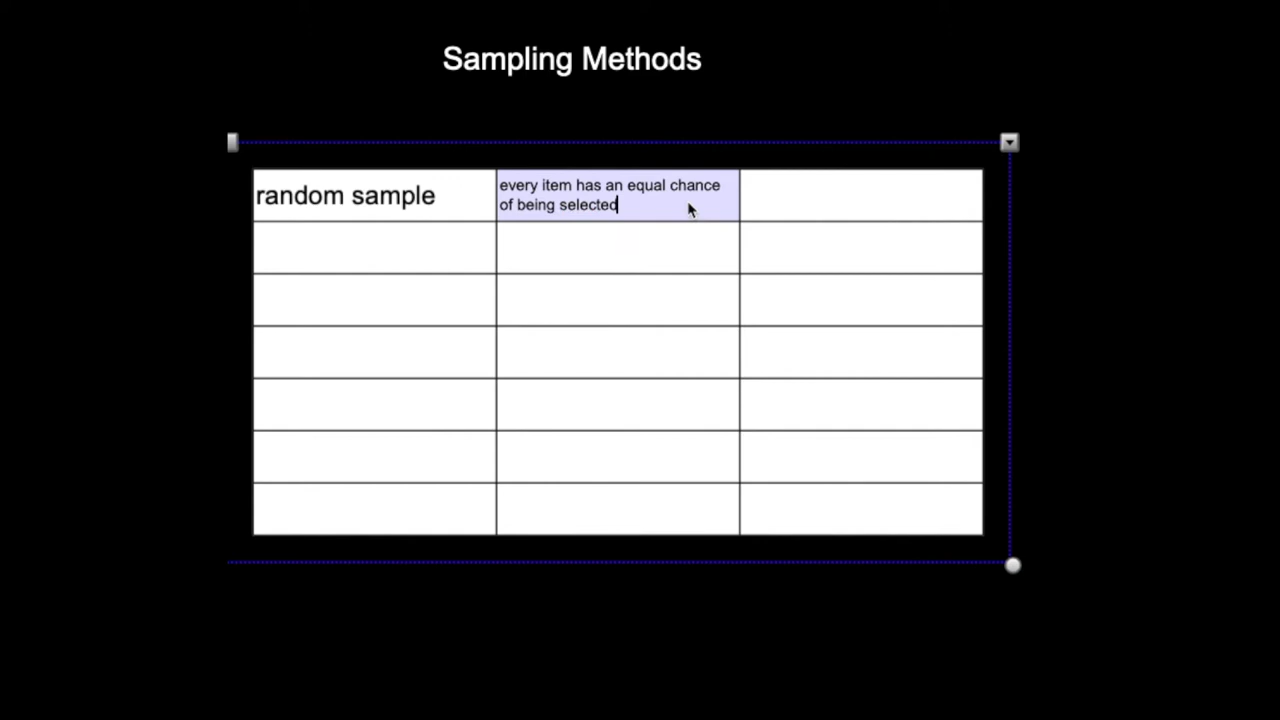 Sampling Methods
random sample
every item has an equal chance
of being selected